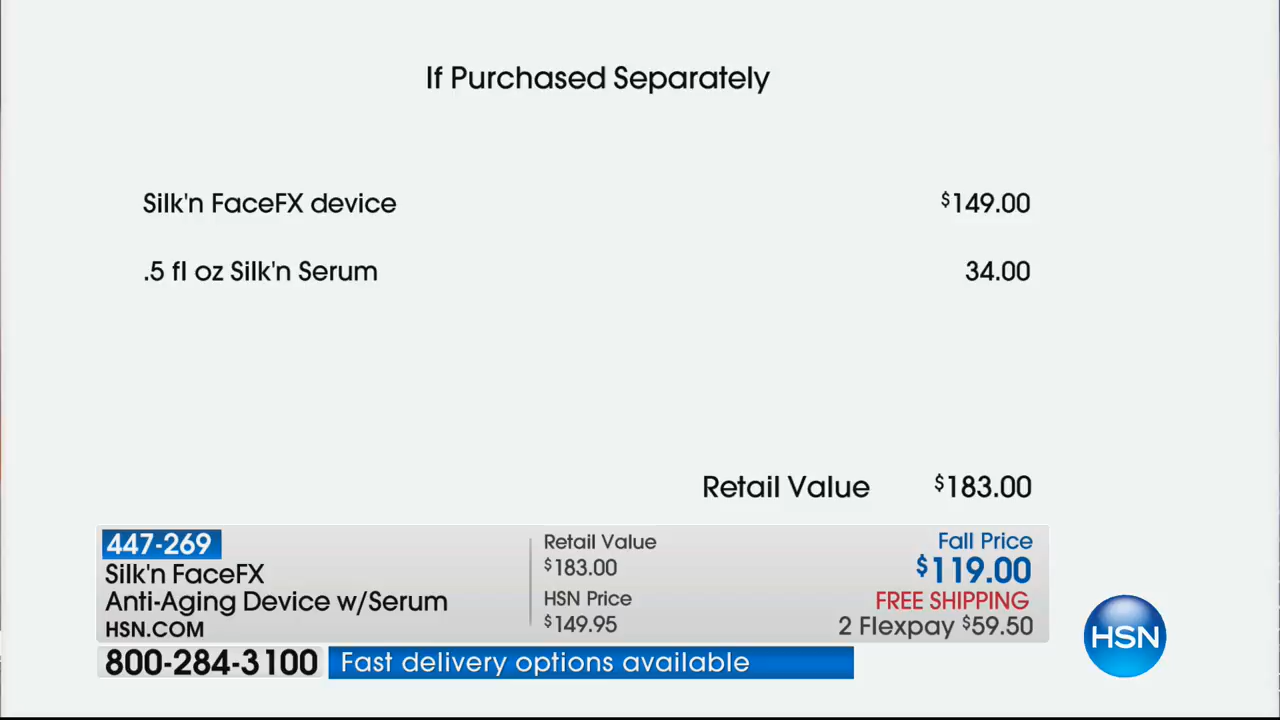 If Purchased Separately
Silk'n FaceFX device $149.00
.5 fl oz Silk'n Serum 34.00
Retail Value $183.00
447-269
Silk'n FaceFX
Anti-Aging Device w/Serum
HSN.COM
Retail Value
$183.00
HSN Price
$149.95
Fall Price
$119.00
FREE SHIPPING
2 Flexpay $59.50
800-284-3100 Fast delivery options available
HSN